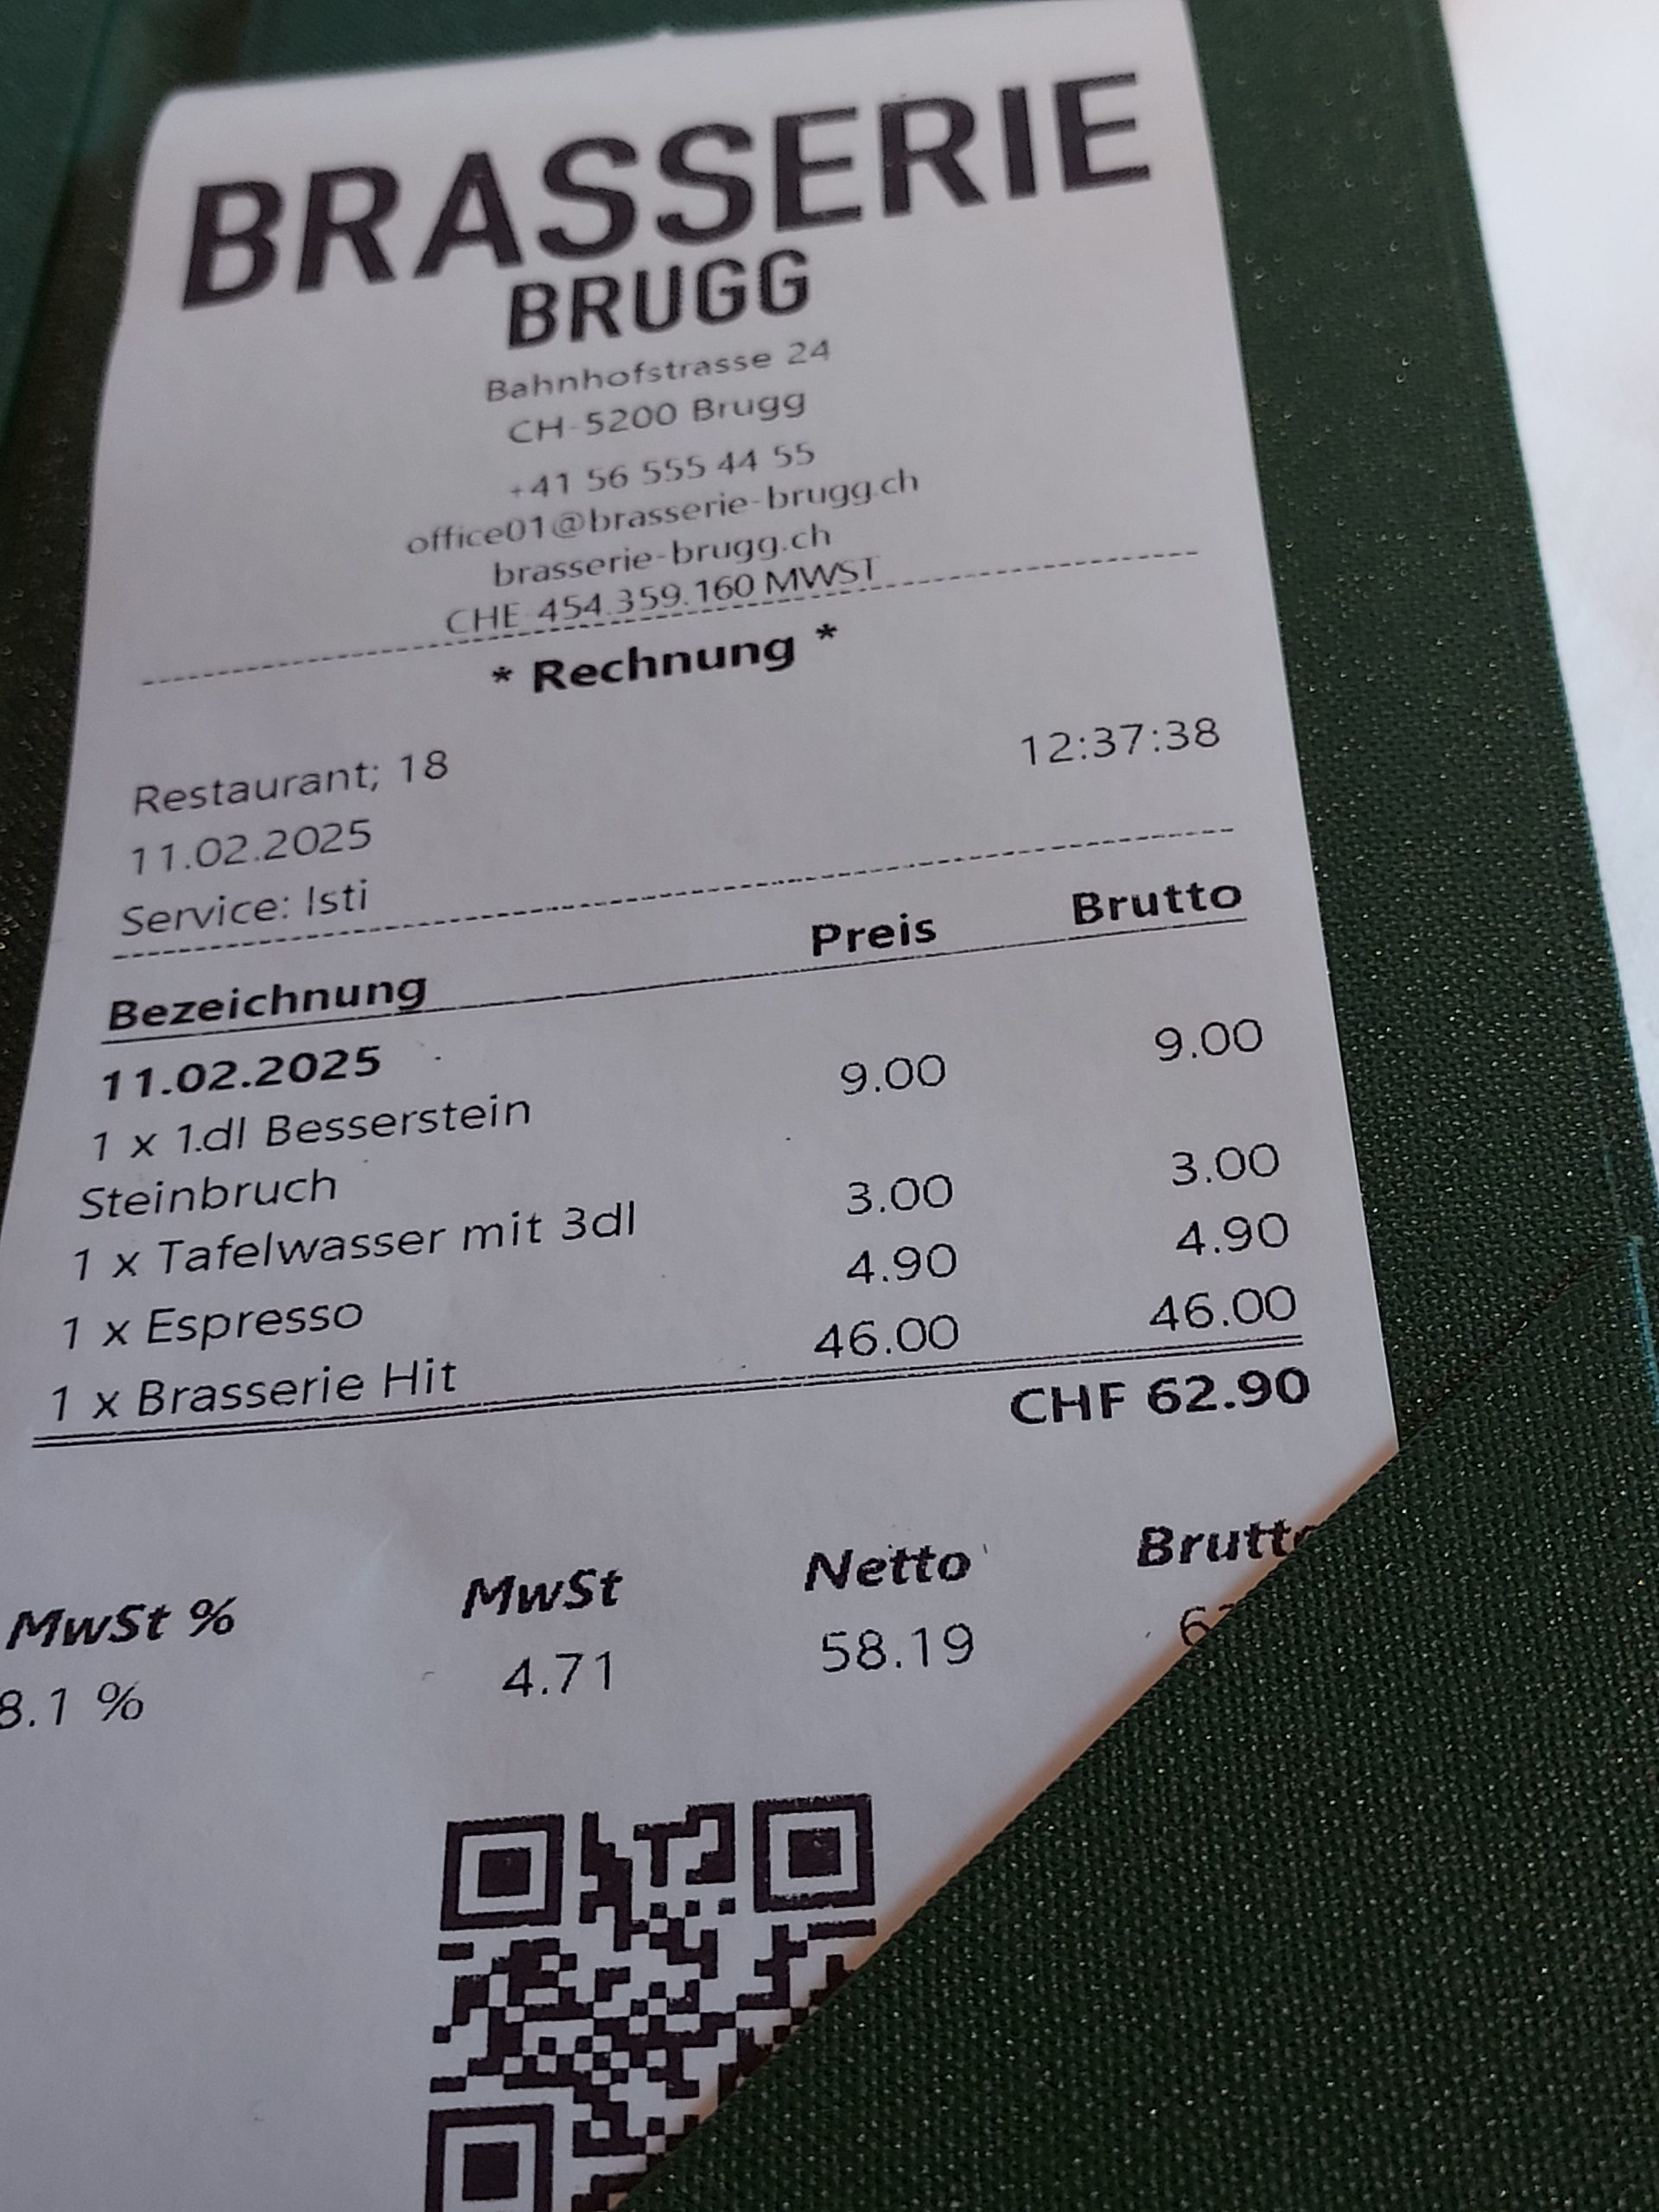 BRASSERIE
BRUGG
Bahnhofstrasse 24
CH-5200 Brugg
+41 56 555 44 55
office01@brasserie-brugg.ch
brasserie-brugg.ch
CHE-454.359.160 MWST
* Rechnung *
Restaurant; 18 12:37:38
11.02.2025
Service: Isti
Bezeichnung Preis Brutto
11.02.2025
1 x 1.dl Besserstein 9.00 9.00
Steinbruch
1 x Tafelwasser mit 3dl 3.00 3.00
1 x Espresso 4.90 4.90
1 x Brasserie Hit 46.00 46.00
CHF 62.90
MwSt % MwSt Netto Brutto
8.1 % 4.71 58.19